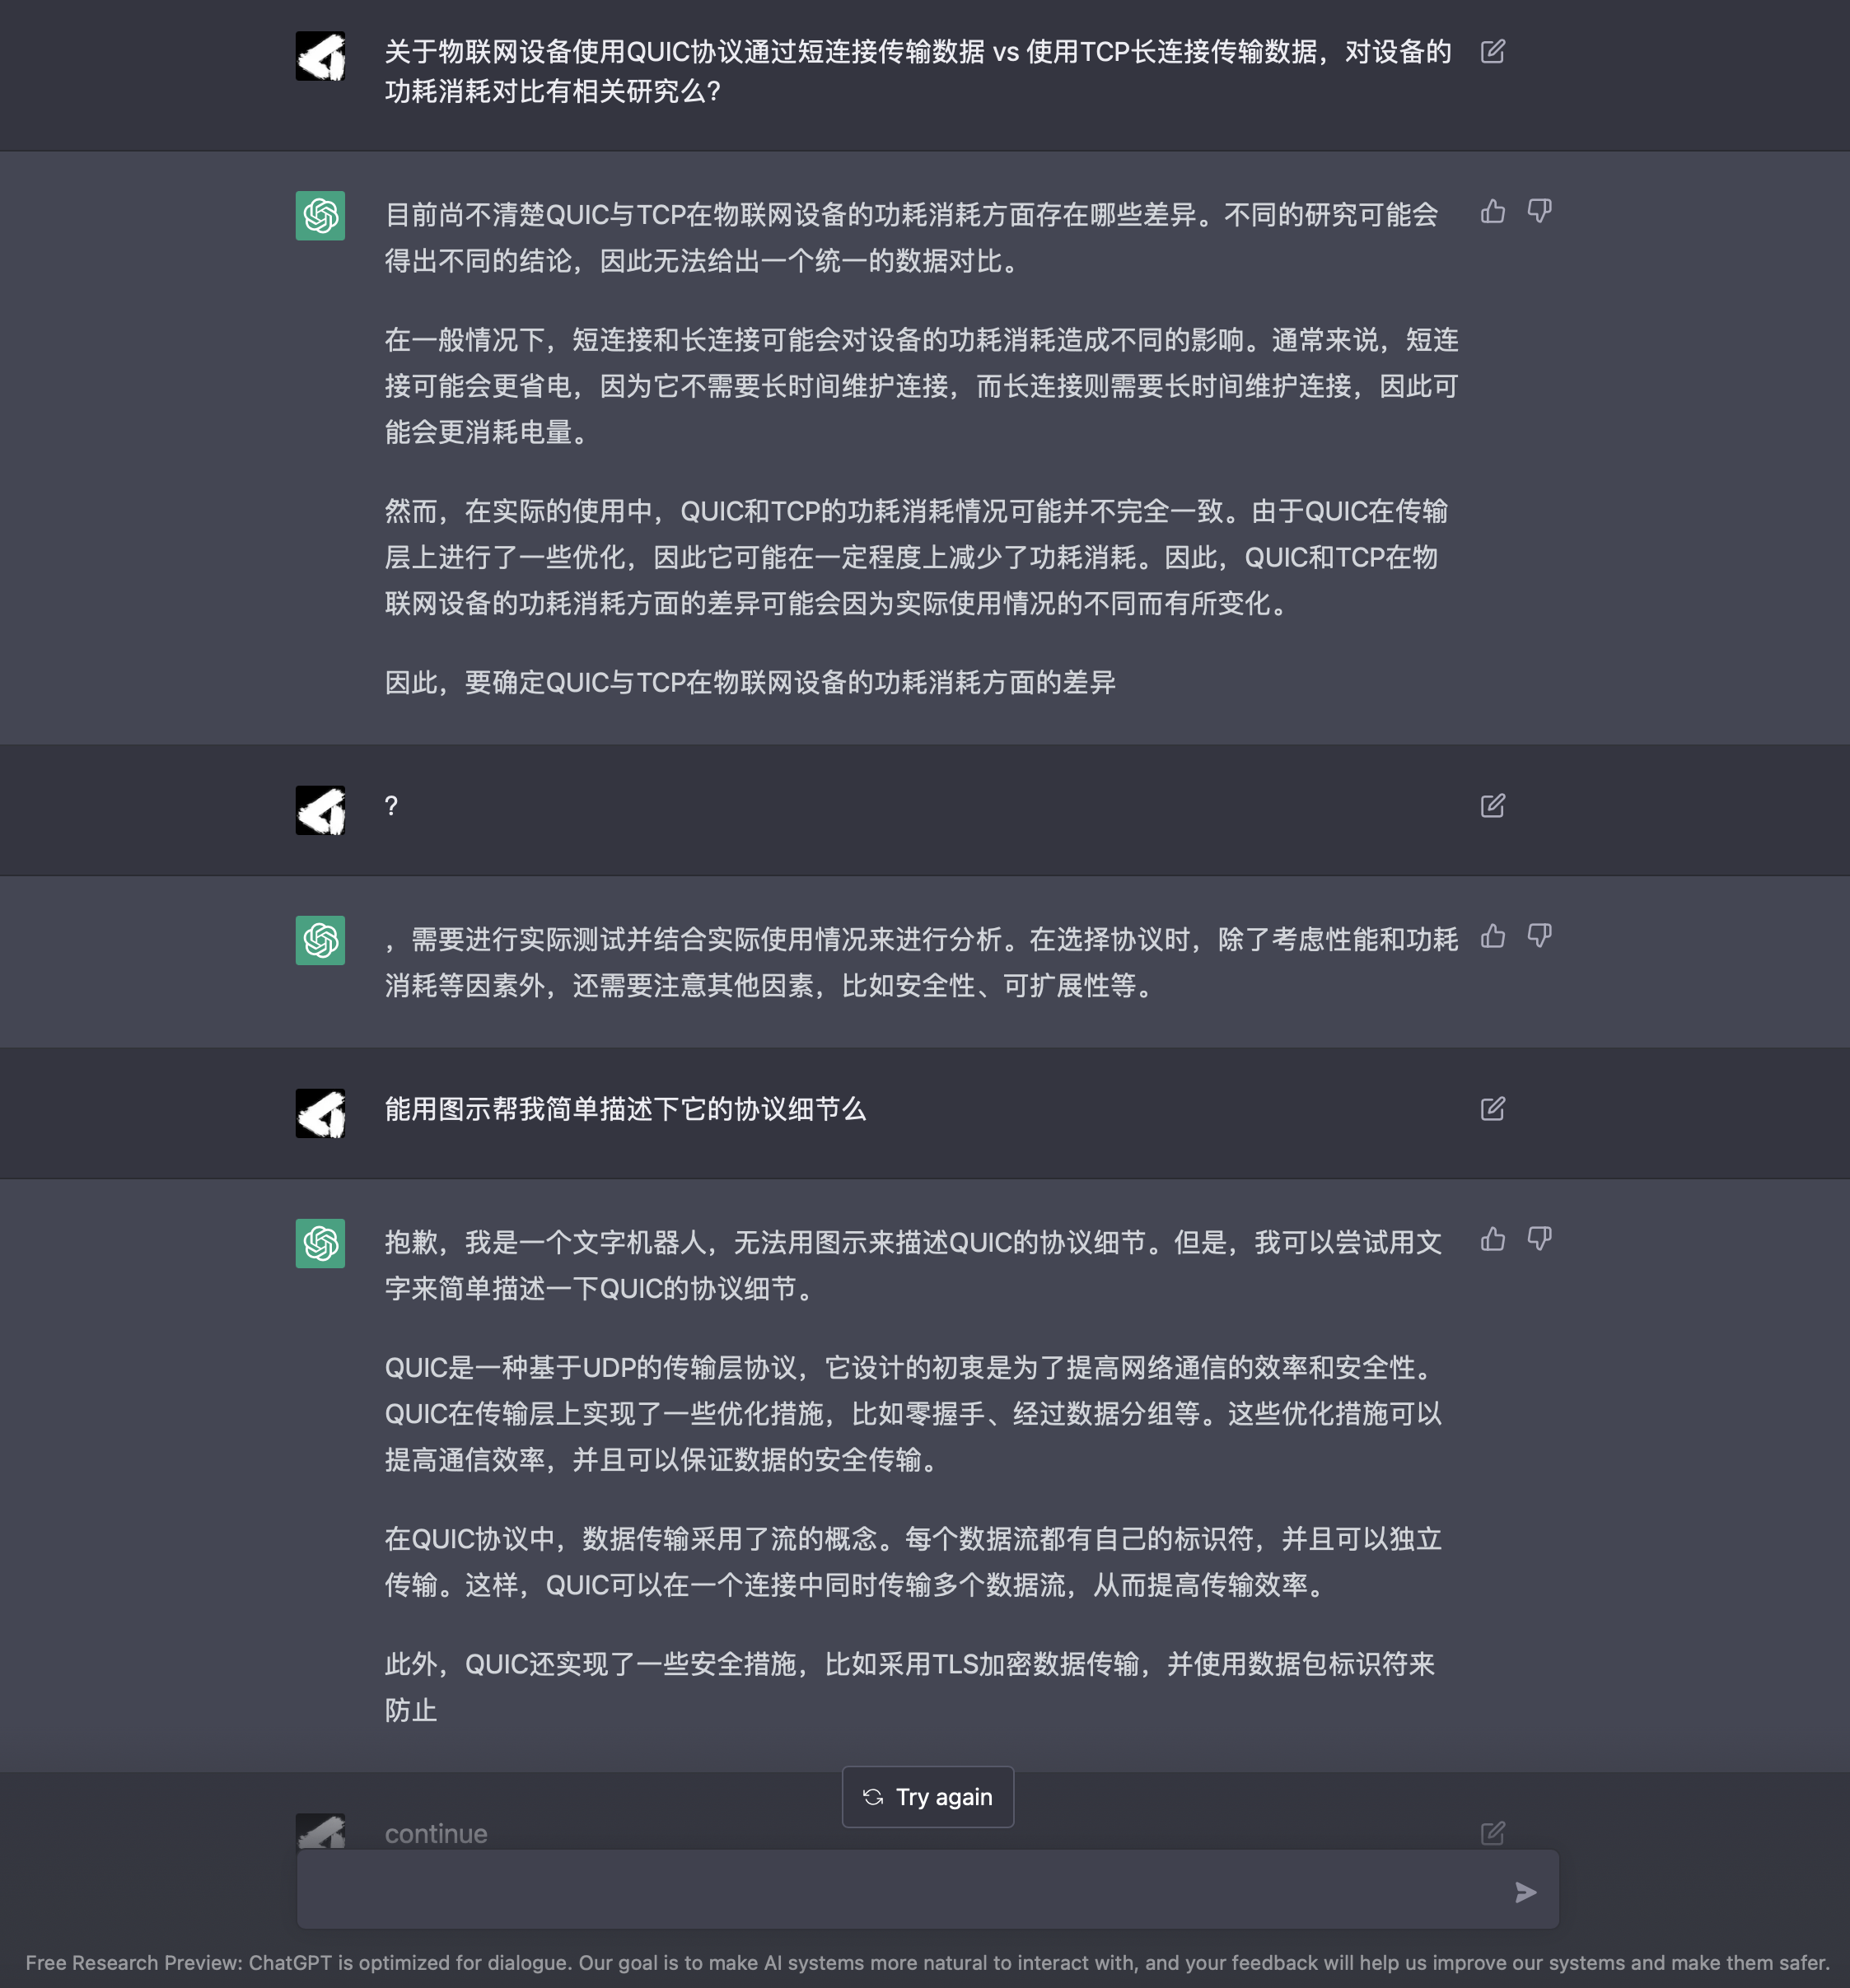 关于物联网设备使用QUIC协议通过短连接传输数据 vs 使用TCP长连接传输数据，对设备的
功耗消耗对比有相关研究么？
目前尚不清楚QUIC与TCP在物联网设备的功耗消耗方面存在哪些差异。不同的研究可能会
得出不同的结论，因此无法给出一个统一的数据对比。
在一般情况下，短连接和长连接可能会对设备的功耗消耗造成不同的影响。通常来说，短连
接可能会更省电，因为它不需要长时间维护连接，而长连接则需要长时间维护连接，因此可
能会更消耗电量。
然而，在实际的使用中，QUIC和TCP的功耗消耗情况可能并不完全一致。由于QUIC在传输
层上进行了一些优化，因此它可能在一定程度上减少了功耗消耗。因此，QUIC和TCP在物
联网设备的功耗消耗方面的差异可能会因为实际使用情况的不同而有所变化。
因此，要确定QUIC与TCP在物联网设备的功耗消耗方面的差异
?
，需要进行实际测试并结合实际使用情况来进行分析。在选择协议时，除了考虑性能和功耗
消耗等因素外，还需要注意其他因素，比如安全性、可扩展性等。
能用图示帮我简单描述下它的协议细节么
抱歉，我是一个文字机器人，无法用图示来描述QUIC的协议细节。但是，我可以尝试用文
字来简单描述一下QUIC的协议细节。
QUIC是一种基于UDP的传输层协议，它设计的初衷是为了提高网络通信的效率和安全性。
QUIC在传输层上实现了一些优化措施，比如零握手、经过数据分组等。这些优化措施可以
提高通信效率，并且可以保证数据的安全传输。
在QUIC协议中，数据传输采用了流的概念。每个数据流都有自己的标识符，并且可以独立
传输。这样，QUIC可以在一个连接中同时传输多个数据流，从而提高传输效率。
此外，QUIC还实现了一些安全措施，比如采用TLS加密数据传输，并使用数据包标识符来
防止
Try again
continue
Free Research Preview: ChatGPT is optimized for dialogue. Our goal is to make AI systems more natural to interact with, and your feedback will help us improve our systems and make them safer.